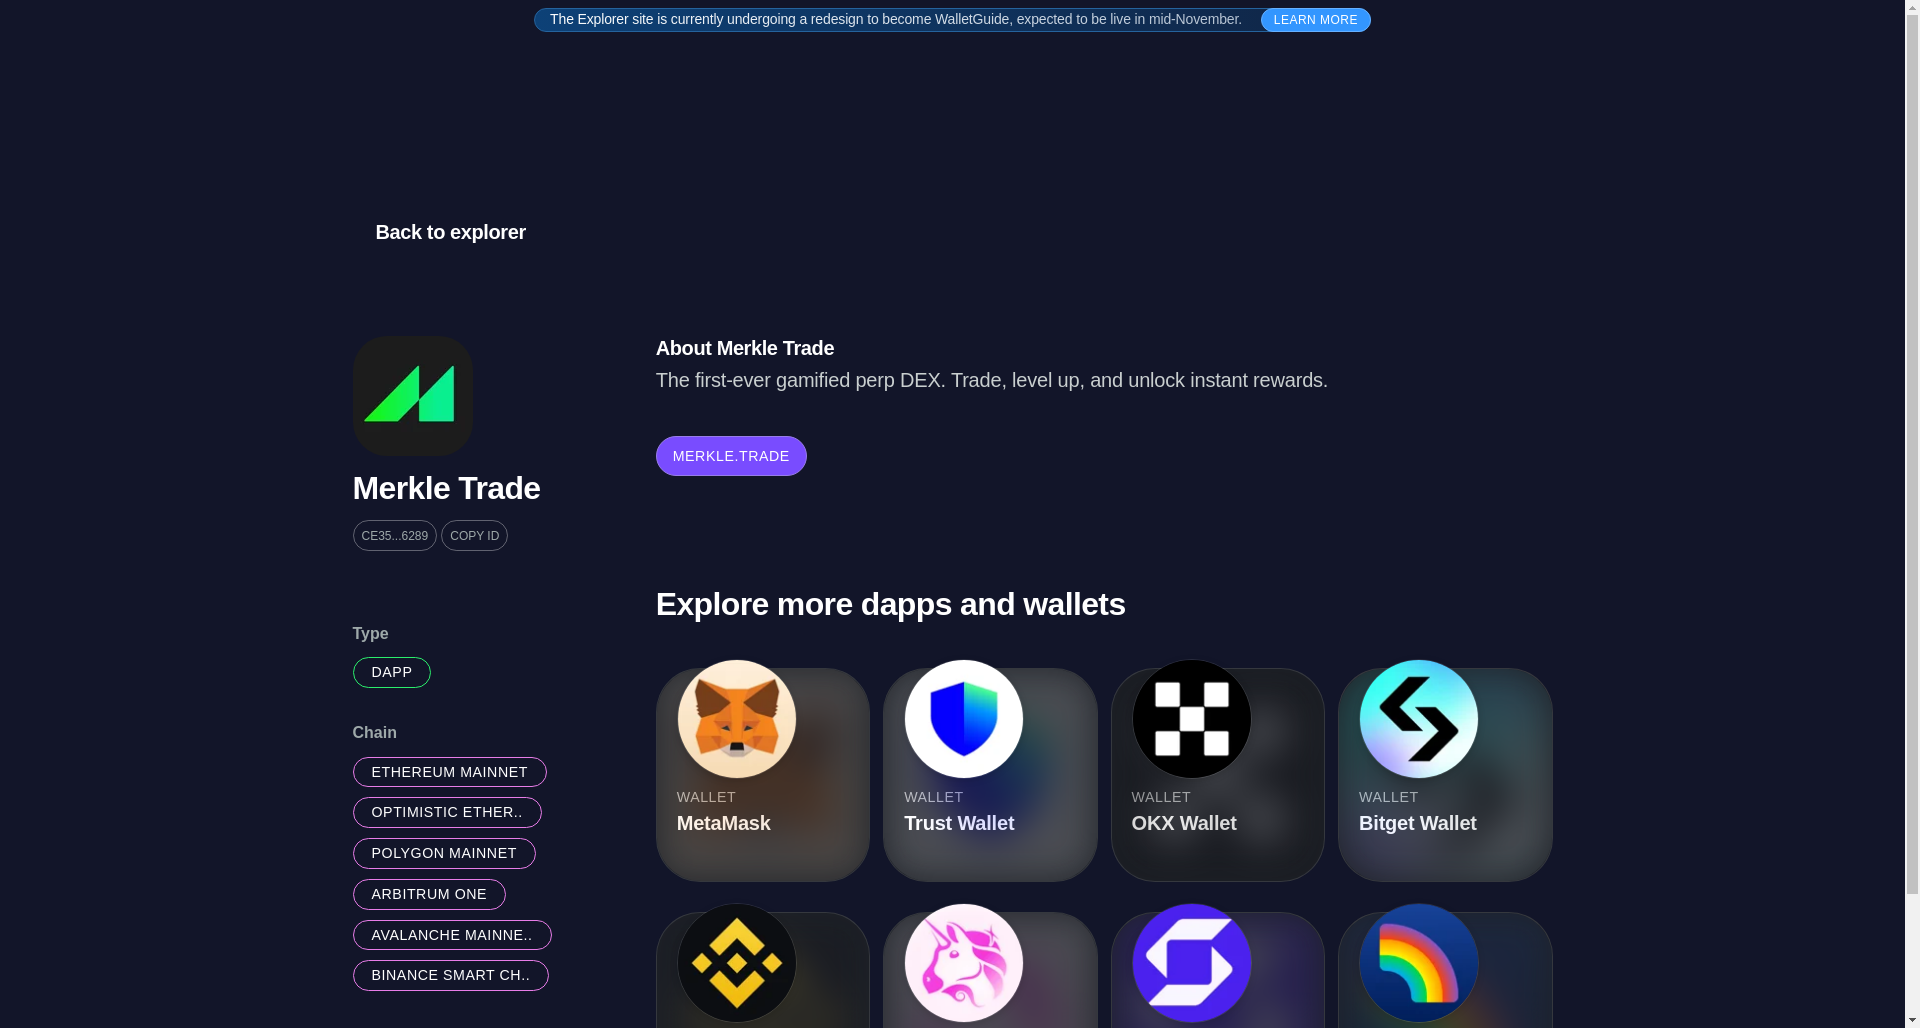 The Explorer site is currently undergoing a redesign to become WalletGuide, expected to be live in mid-November.
LEARN MORE
Back to explorer
Merkle Trade
CE35...6289
COPY ID
Type
DAPP
Chain
ETHEREUM MAINNET
OPTIMISTIC ETHER..
POLYGON MAINNET
ARBITRUM ONE
AVALANCHE MAINNE..
BINANCE SMART CH..
About Merkle Trade
The first-ever gamified perp DEX. Trade, level up, and unlock instant rewards.
MERKLE.TRADE
Explore more dapps and wallets
WALLET
MetaMask
WALLET
Trust Wallet
WALLET
OKX Wallet
WALLET
Bitget Wallet